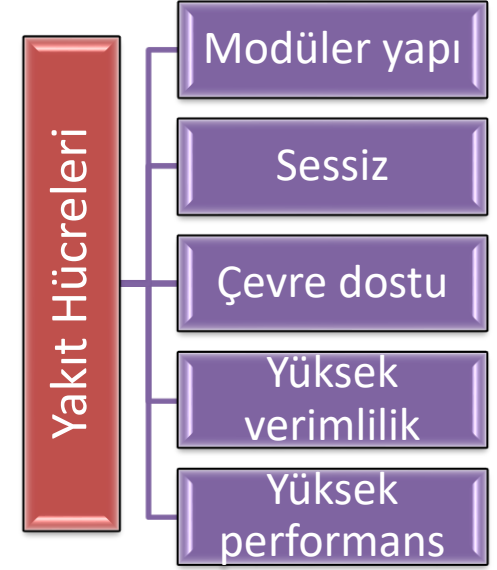 Yakıt Hücreleri
Modüler yapı
Sessiz
Çevre dostu
Yüksek
verimlilik
Yüksek
performans